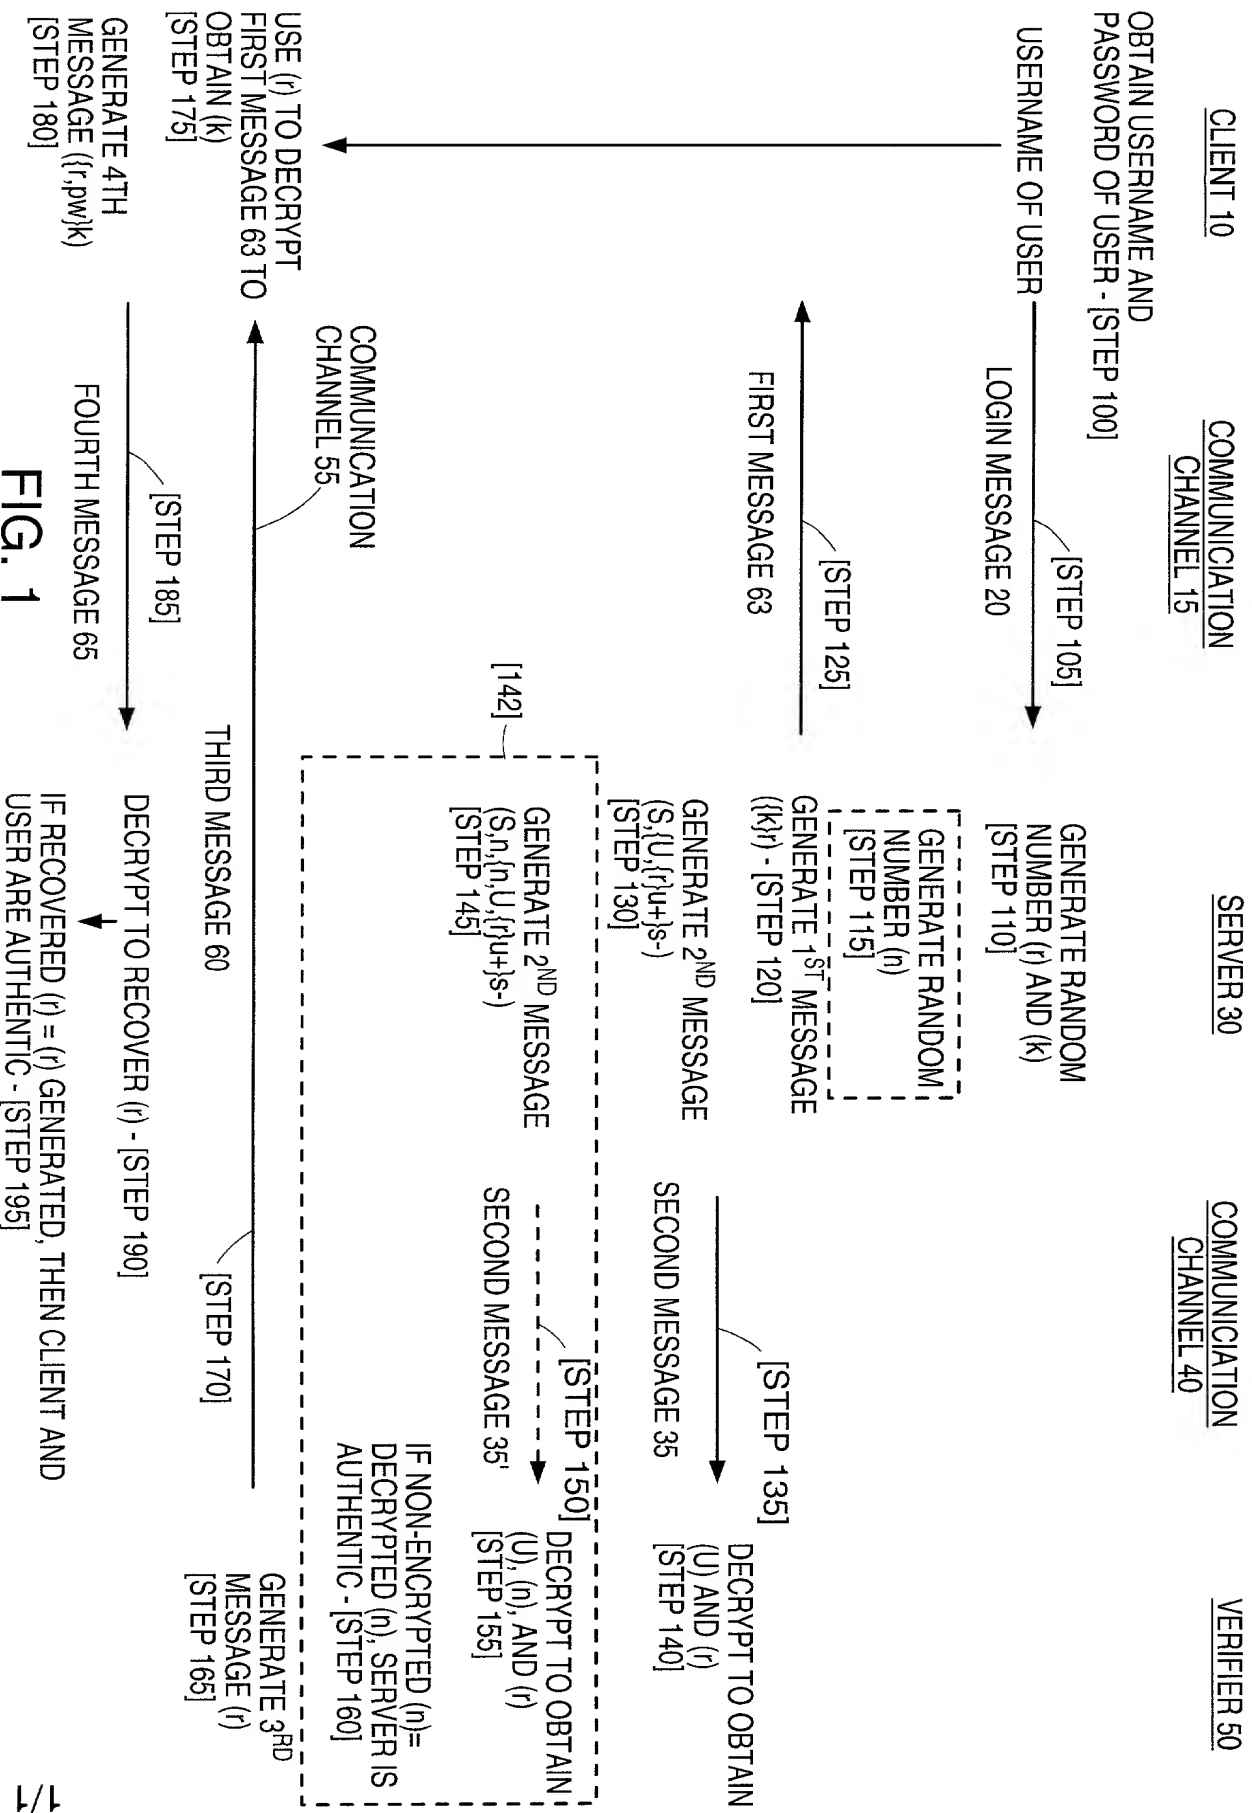 CLIENT 10
COMMUNICIATION
CHANNEL 15
SERVER 30
COMMUNICIATION
CHANNEL 40
VERIFIER 50
OBTAIN USERNAME AND
PASSWORD OF USER - [STEP 100]
USERNAME OF USER
[STEP 105]
LOGIN MESSAGE 20
GENERATE RANDOM
NUMBER (r) AND (k)
[STEP 110]
GENERATE RANDOM
NUMBER (n)
[STEP 115]
[STEP 125]
FIRST MESSAGE 63
GENERATE 1ST MESSAGE
({k}r) - [STEP 120]
GENERATE 2ND MESSAGE
(S,{U,{r}u+}s-)
[STEP 130]
[STEP 135]
SECOND MESSAGE 35
DECRYPT TO OBTAIN
(U) AND (r)
[STEP 140]
[142]
GENERATE 2ND MESSAGE
(S,n,{n,U,{r}u+}s-)
[STEP 145]
[STEP 150]
SECOND MESSAGE 35'
DECRYPT TO OBTAIN
(U), (n), AND (r)
[STEP 155]
IF NON-ENCRYPTED (n)=
DECRYPTED (n), SERVER IS
AUTHENTIC - [STEP 160]
USE (r) TO DECRYPT
FIRST MESSAGE 63 TO
OBTAIN (k)
[STEP 175]
COMMUNICATION
CHANNEL 55
THIRD MESSAGE 60
[STEP 170]
GENERATE 3RD
MESSAGE (r)
[STEP 165]
GENERATE 4TH
MESSAGE ({r,pw}k)
[STEP 180]
[STEP 185]
FOURTH MESSAGE 65
DECRYPT TO RECOVER (r) - [STEP 190]
IF RECOVERED (r) = (r) GENERATED, THEN CLIENT AND
USER ARE AUTHENTIC - [STEP 195]
FIG. 1
1/1